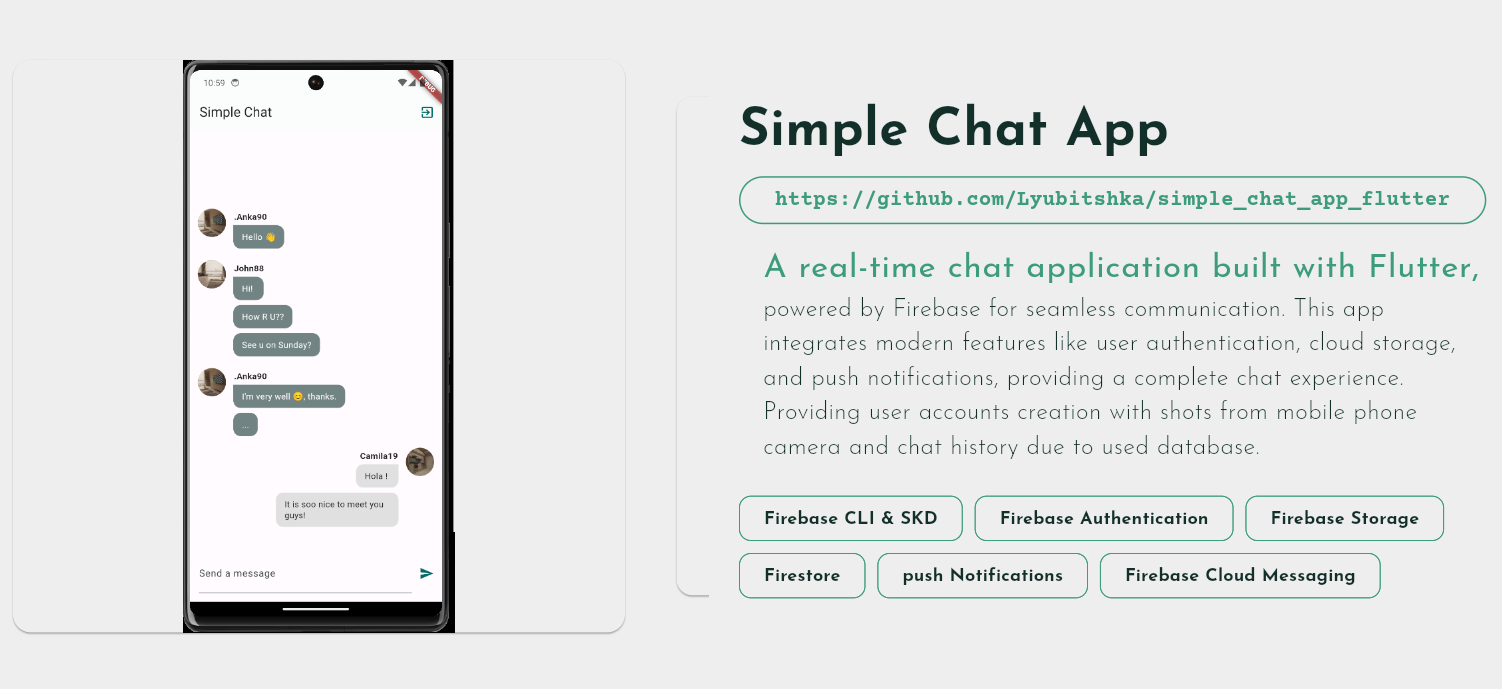 10:59
Simple Chat
.Anka90
Hello 👋
John88
Hi!
How R U??
See u on Sunday?
.Anka90
I'm very well 😊, thanks.
...
Camila19
Hola !
It is soo nice to meet you
guys!
Send a message
Simple Chat App
https://github.com/Lyubitshka/simple_chat_app_flutter
A real-time chat application built with Flutter,
powered by Firebase for seamless communication. This app
integrates modern features like user authentication, cloud storage,
and push notifications, providing a complete chat experience.
Providing user accounts creation with shots from mobile phone
camera and chat history due to used database.
Firebase CLI & SKD
Firebase Authentication
Firebase Storage
Firestore
push Notifications
Firebase Cloud Messaging